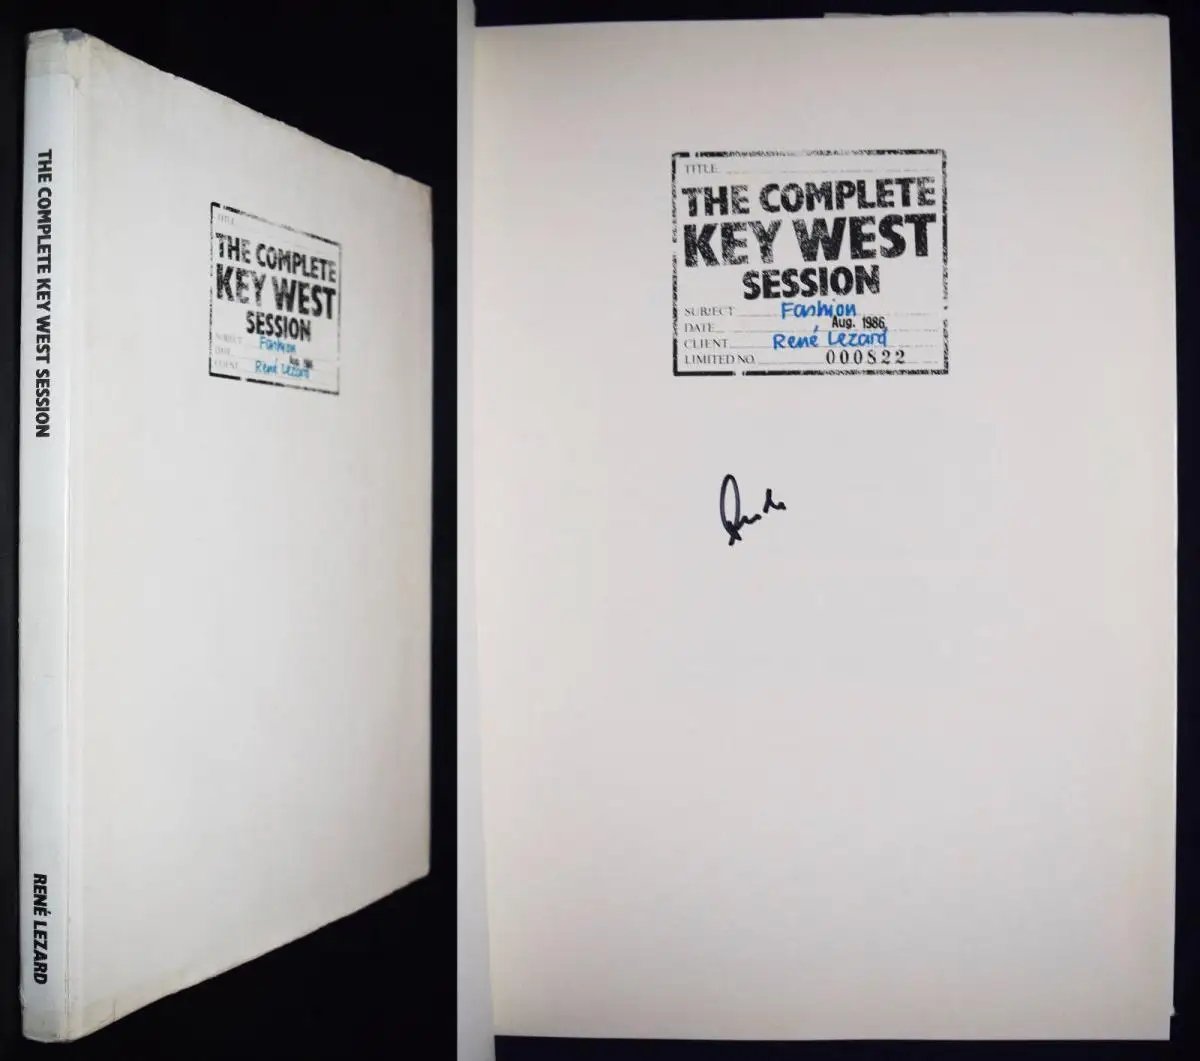 THE COMPLETE KEY WEST SESSION
RENÉ LEZARD
TITLE
THE COMPLETE
KEY WEST
SESSION
SUBJECT Fashion
DATE Aug. 1986
CLIENT René Lezard
TITLE
THE COMPLETE
KEY WEST
SESSION
SUBJECT Fashion
DATE Aug. 1986
CLIENT René Lezard
LIMITED NO. 000822